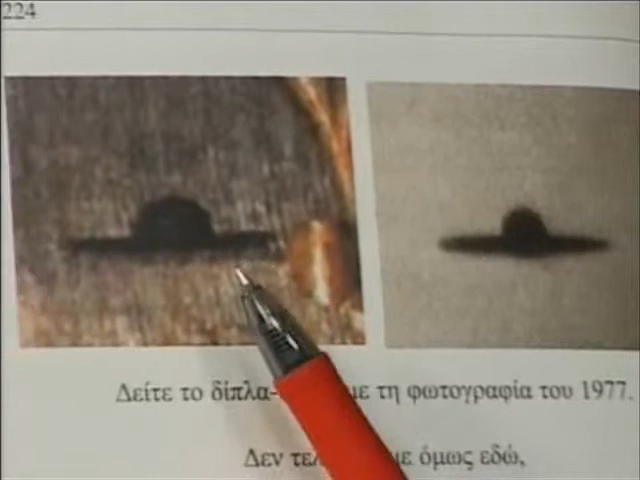 224
Δείτε το δίπλα- με τη φωτογραφία του 1977.
Δεν όμως εδώ,